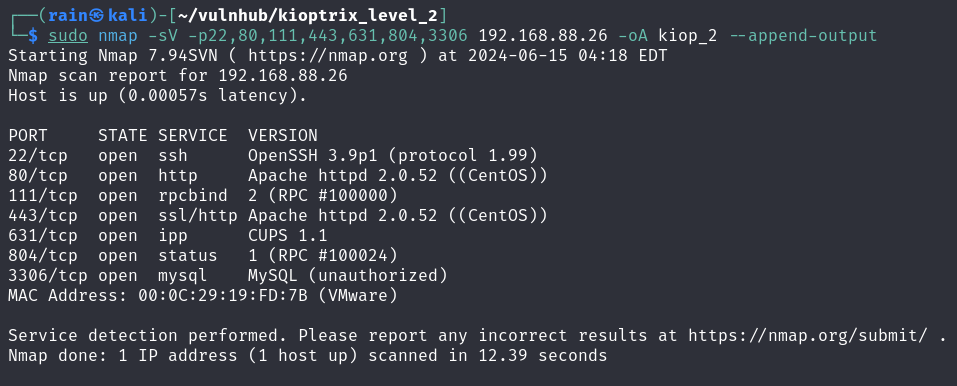 ┌──(rain㉿kali)-[~/vulnhub/kioptrix_level_2]
└─$ sudo nmap -sV -p22,80,111,443,631,804,3306 192.168.88.26 -oA kiop_2 --append-output
Starting Nmap 7.94SVN ( https://nmap.org ) at 2024-06-15 04:18 EDT
Nmap scan report for 192.168.88.26
Host is up (0.00057s latency).

PORT     STATE SERVICE  VERSION
22/tcp   open  ssh      OpenSSH 3.9p1 (protocol 1.99)
80/tcp   open  http     Apache httpd 2.0.52 ((CentOS))
111/tcp  open  rpcbind  2 (RPC #100000)
443/tcp  open  ssl/http Apache httpd 2.0.52 ((CentOS))
631/tcp  open  ipp      CUPS 1.1
804/tcp  open  status   1 (RPC #100024)
3306/tcp open  mysql    MySQL (unauthorized)
MAC Address: 00:0C:29:19:FD:7B (VMware)

Service detection performed. Please report any incorrect results at https://nmap.org/submit/ .
Nmap done: 1 IP address (1 host up) scanned in 12.39 seconds